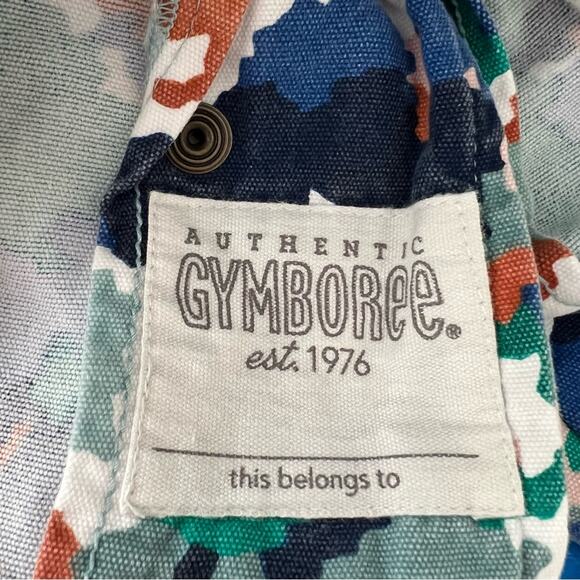 AUTHENTIC
GYMBOREE®
est. 1976
this belongs to